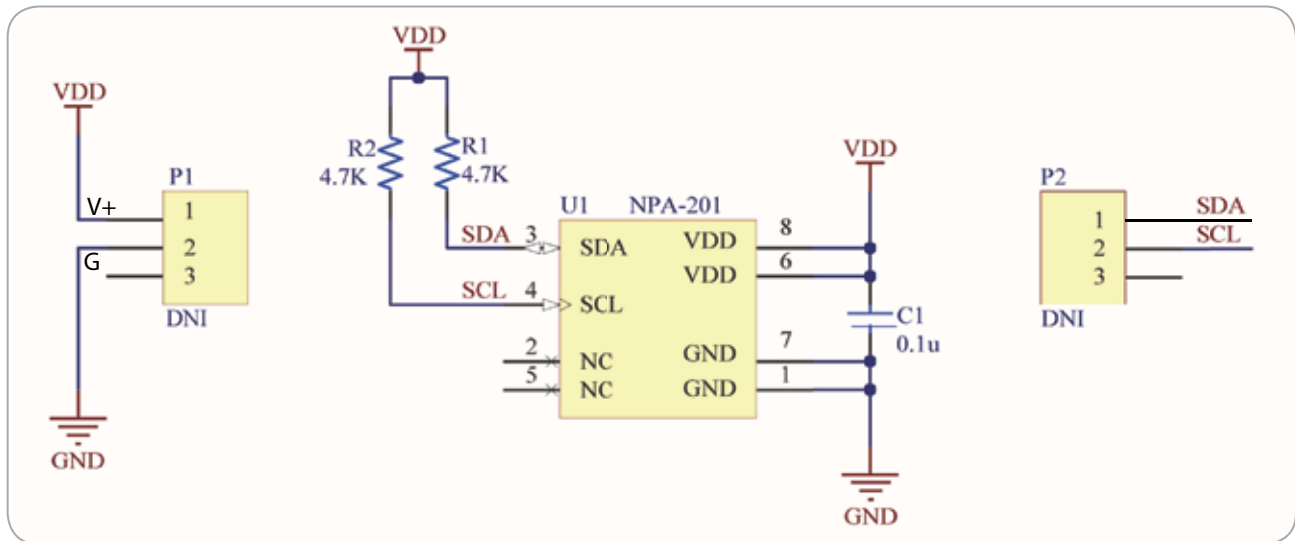 VDD
P1
V+
1
2
G
3
DNI
GND
VDD
R2
4.7K
R1
4.7K
U1
NPA-201
SDA
3
SDA
SCL
4
SCL
2
NC
5
NC
VDD
8
VDD
6
GND
7
GND
1
VDD
C1
0.1u
GND
P2
1
SDA
2
SCL
3
DNI